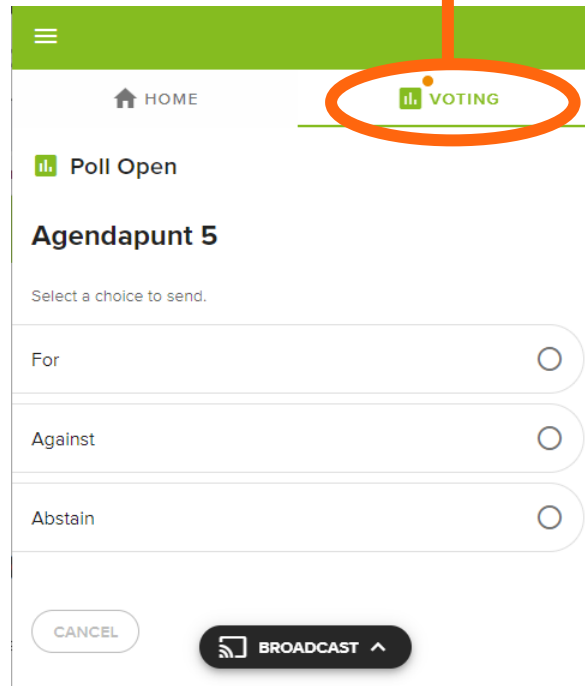 HOME
VOTING
Poll Open
Agendapunt 5
Select a choice to send.
For
Against
Abstain
CANCEL
BROADCAST